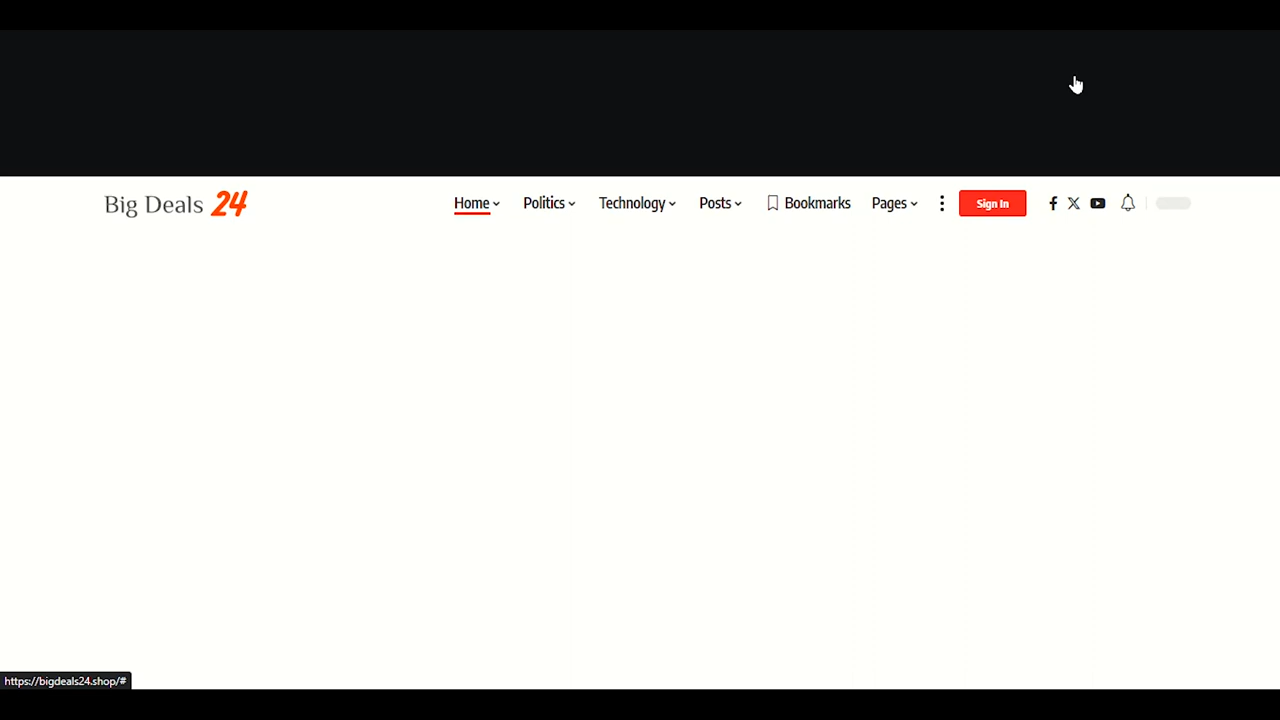 Big Deals 24
Home Politics Technology Posts Bookmarks Pages Sign In
https://bigdeals24.shop/#